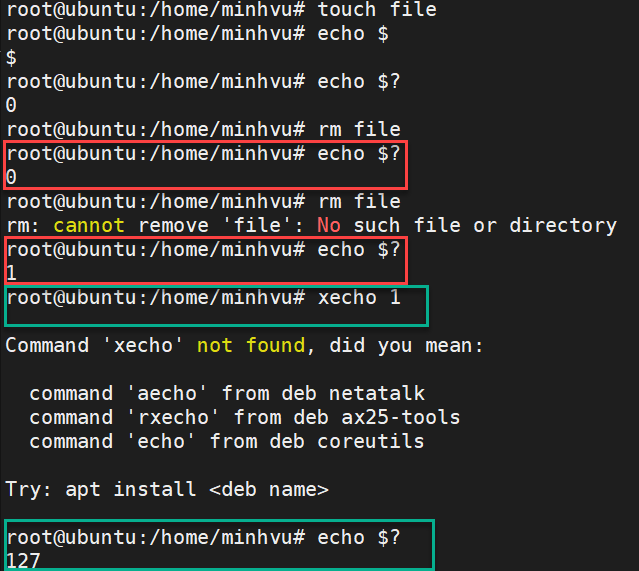 root@ubuntu:/home/minhvu# touch file
root@ubuntu:/home/minhvu# echo $
$
root@ubuntu:/home/minhvu# echo $?
0
root@ubuntu:/home/minhvu# rm file
root@ubuntu:/home/minhvu# echo $?
0
root@ubuntu:/home/minhvu# rm file
rm: cannot remove 'file': No such file or directory
root@ubuntu:/home/minhvu# echo $?
1
root@ubuntu:/home/minhvu# xecho 1
Command 'xecho' not found, did you mean:
command 'aecho' from deb netatalk
command 'rxecho' from deb ax25-tools
command 'echo' from deb coreutils
Try: apt install <deb name>
root@ubuntu:/home/minhvu# echo $?
127